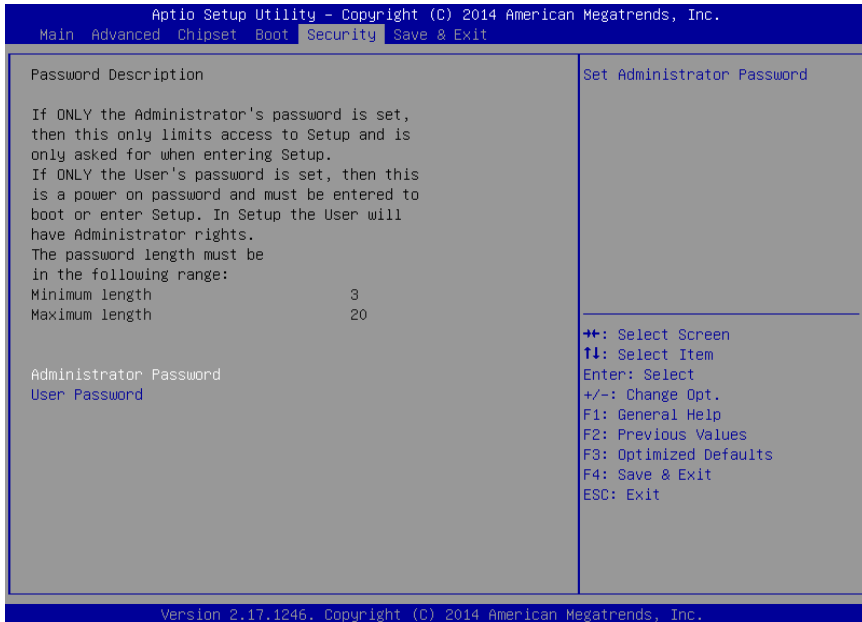 Aptio Setup Utility – Copyright (C) 2014 American Megatrends, Inc.
Main Advanced Chipset Boot Security Save & Exit
Password Description
If ONLY the Administrator's password is set,
then this only limits access to Setup and is
only asked for when entering Setup.
If ONLY the User's password is set, then this
is a power on password and must be entered to
boot or enter Setup. In Setup the User will
have Administrator rights.
The password length must be
in the following range:
Minimum length 3
Maximum length 20
Administrator Password
User Password
Set Administrator Password
→←: Select Screen
↑↓: Select Item
Enter: Select
+/-: Change Opt.
F1: General Help
F2: Previous Values
F3: Optimized Defaults
F4: Save & Exit
ESC: Exit
Version 2.17.1246. Copyright (C) 2014 American Megatrends, Inc.